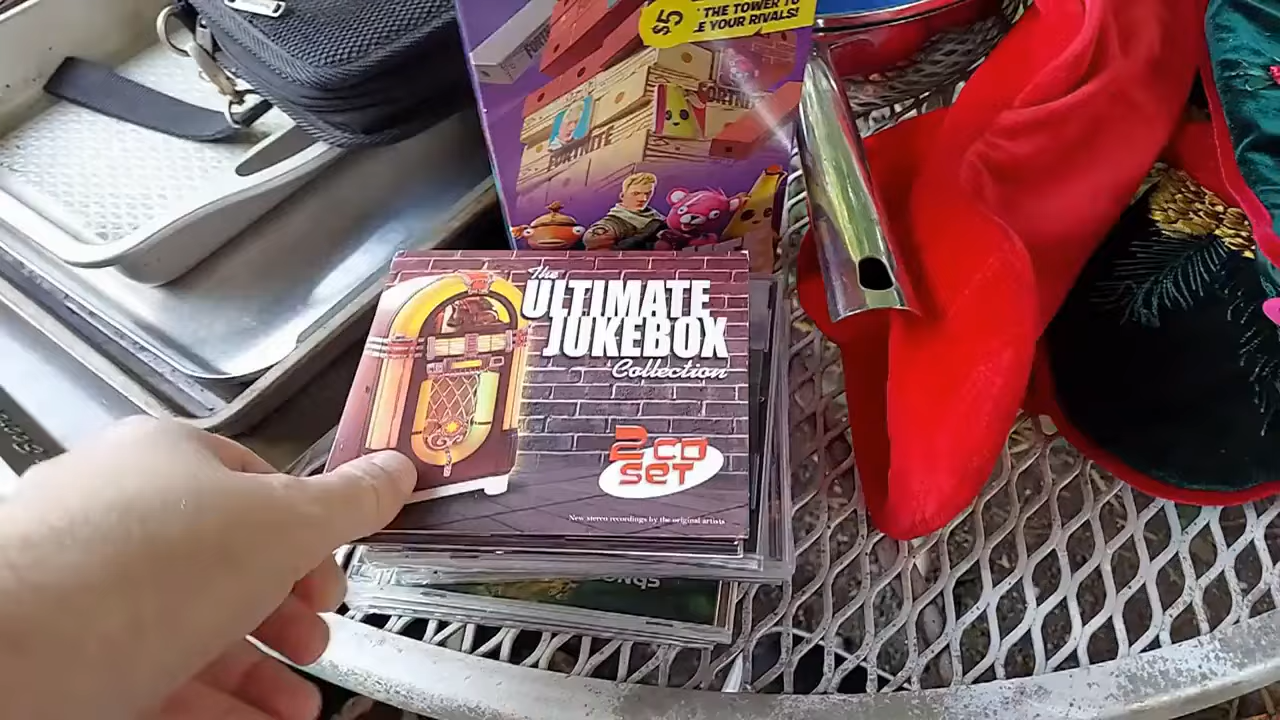 $5
THE TOWER TO
E YOUR RIVALS!
FORTNITE
FORTNITE
The
ULTIMATE
JUKEBOX
Collection
2 CD
SET
New stereo recordings by the original artists